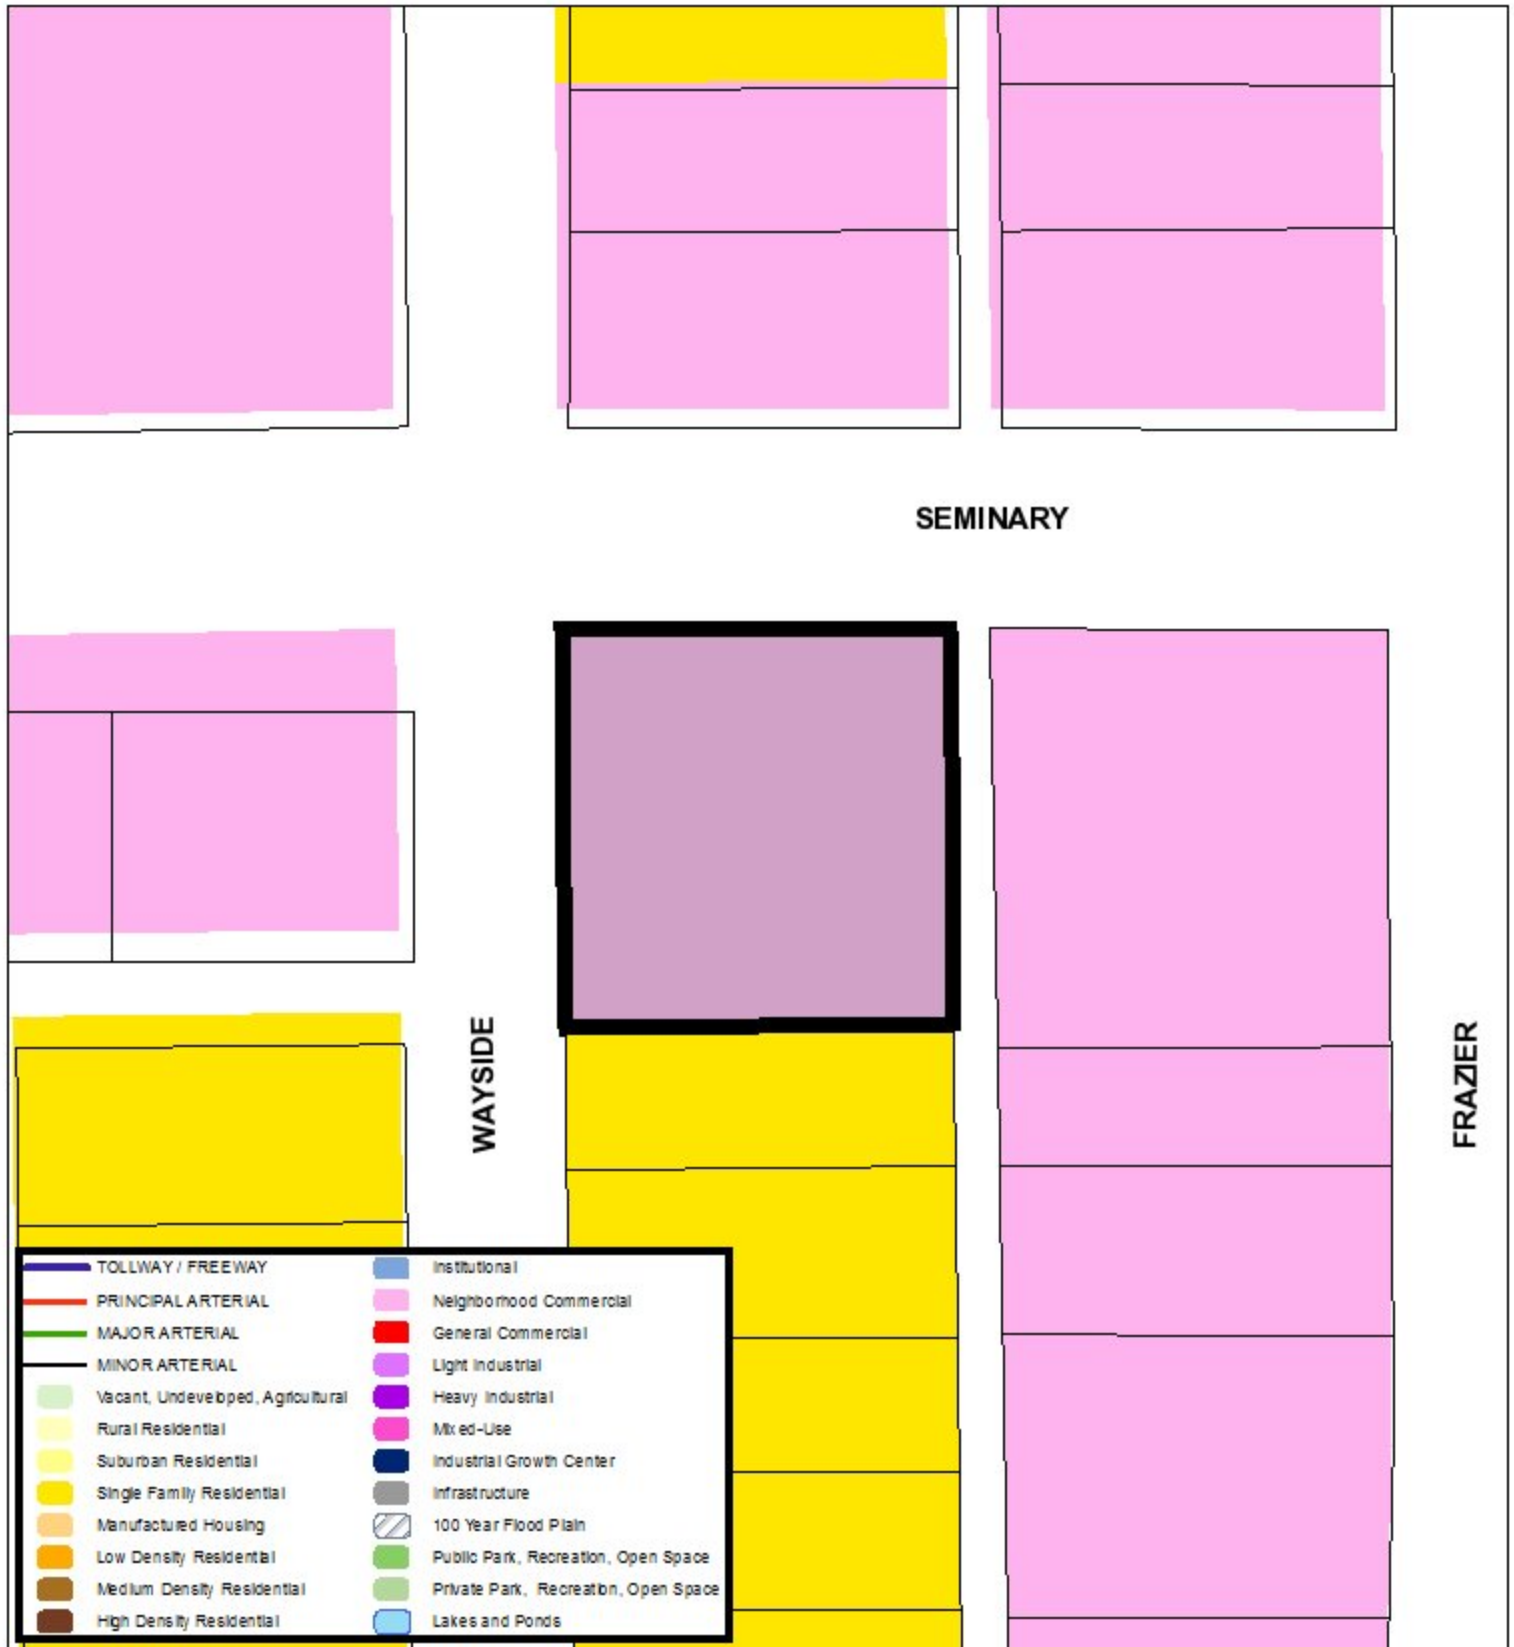 SEMINARY
WAYSIDE
FRAZIER
TOLLWAY / FREEWAY
PRINCIPAL ARTERIAL
MAJOR ARTERIAL
MINOR ARTERIAL
Vacant, Undeveloped, Agricultural
Rural Residential
Suburban Residential
Single Family Residential
Manufactured Housing
Low Density Residential
Medium Density Residential
High Density Residential
Institutional
Neighborhood Commercial
General Commercial
Light Industrial
Heavy Industrial
Mixed-Use
Industrial Growth Center
Infrastructure
100 Year Flood Plain
Public Park, Recreation, Open Space
Private Park, Recreation, Open Space
Lakes and Ponds